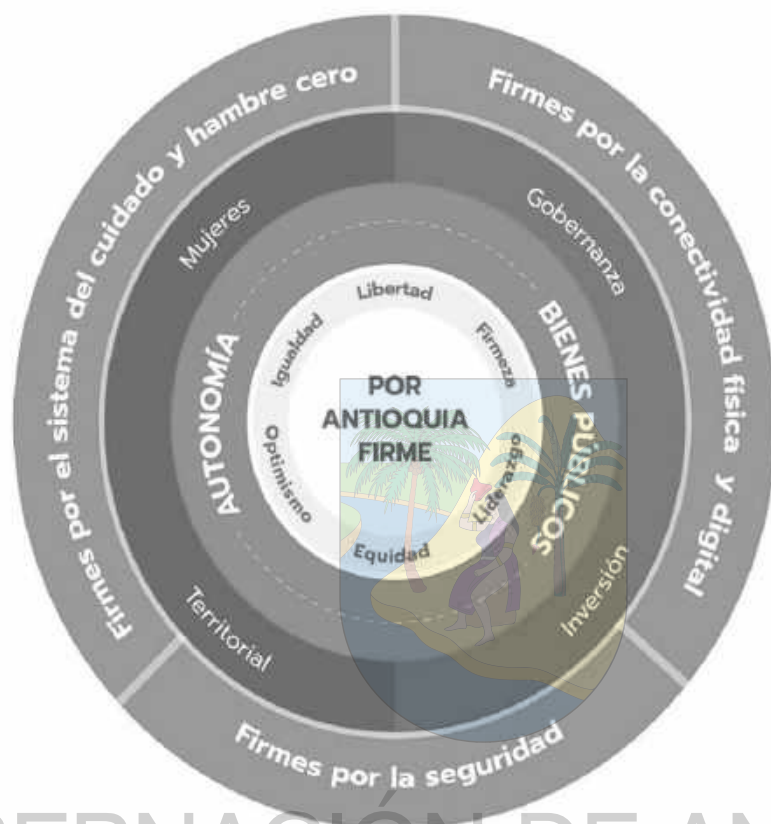 Firmes por el sistema del cuidado y hambre cero
Firmes por la conectividad física y digital
Firmes por la seguridad
Mujeres
Gobernanza
Territorial
Inversión
AUTONOMÍA
BIENES PÚBLICOS
Libertad
Firmeza
Liderazgo
Equidad
Optimismo
Igualdad
POR
ANTIOQUIA
FIRME